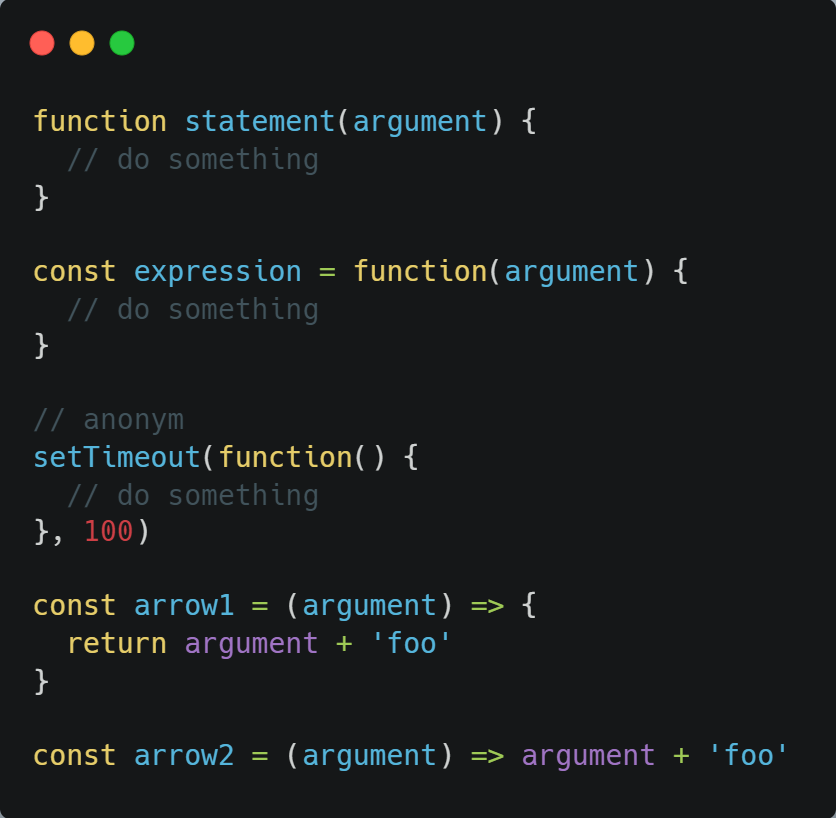 function statement(argument) {
  // do something
}

const expression = function(argument) {
  // do something
}

// anonym
setTimeout(function() {
  // do something
}, 100)

const arrow1 = (argument) => {
  return argument + 'foo'
}

const arrow2 = (argument) => argument + 'foo'